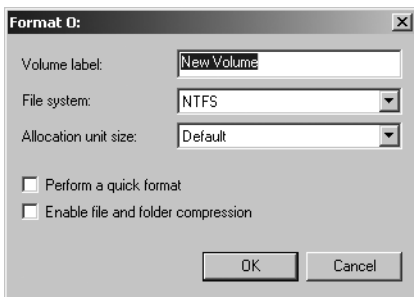 Format O:
Volume label:
New Volume
File system:
NTFS
Allocation unit size:
Default
Perform a quick format
Enable file and folder compression
OK
Cancel